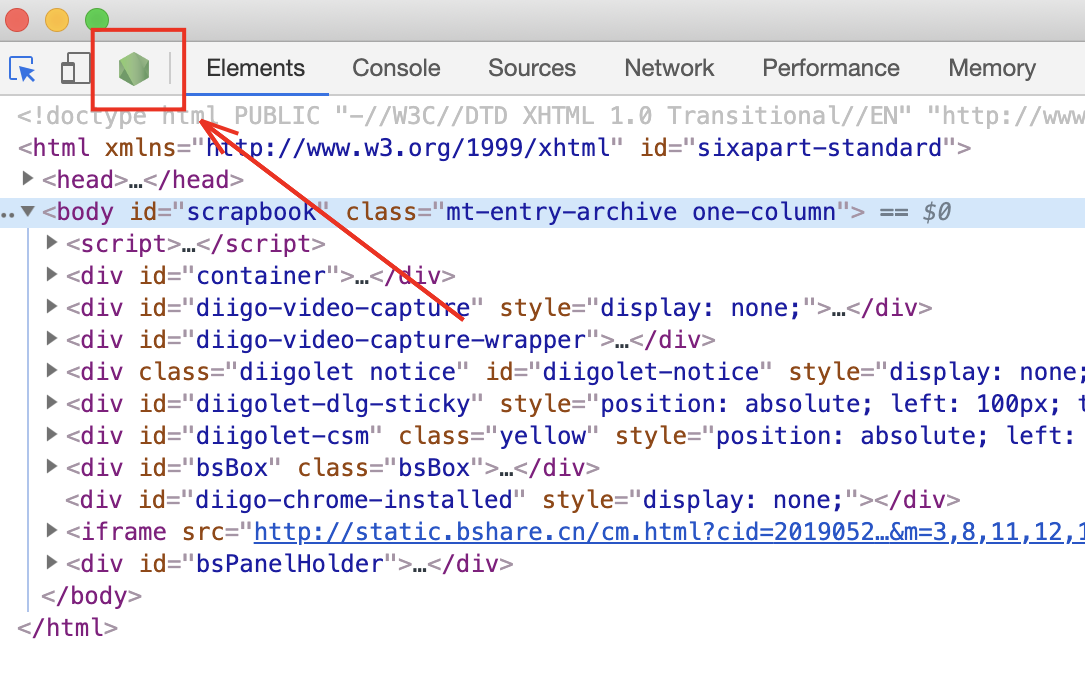 Elements Console Sources Network Performance Memory
<!doctype html PUBLIC "-//W3C//DTD XHTML 1.0 Transitional//EN" "http://www
<html xmlns="http://www.w3.org/1999/xhtml" id="sixapart-standard">
<head>…</head>
<body id="scrapbook" class="mt-entry-archive one-column"> == $0
<script>…</script>
<div id="container">…</div>
<div id="diigo-video-capture" style="display: none;">…</div>
<div id="diigo-video-capture-wrapper">…</div>
<div class="diigolet notice" id="diigolet-notice" style="display: none;
<div id="diigolet-dlg-sticky" style="position: absolute; left: 100px; t
<div id="diigolet-csm" class="yellow" style="position: absolute; left:
<div id="bsBox" class="bsBox">…</div>
<div id="diigo-chrome-installed" style="display: none;"></div>
<iframe src="http://static.bshare.cn/cm.html?cid=2019052…&m=3,8,11,12,1
<div id="bsPanelHolder">…</div>
</body>
</html>